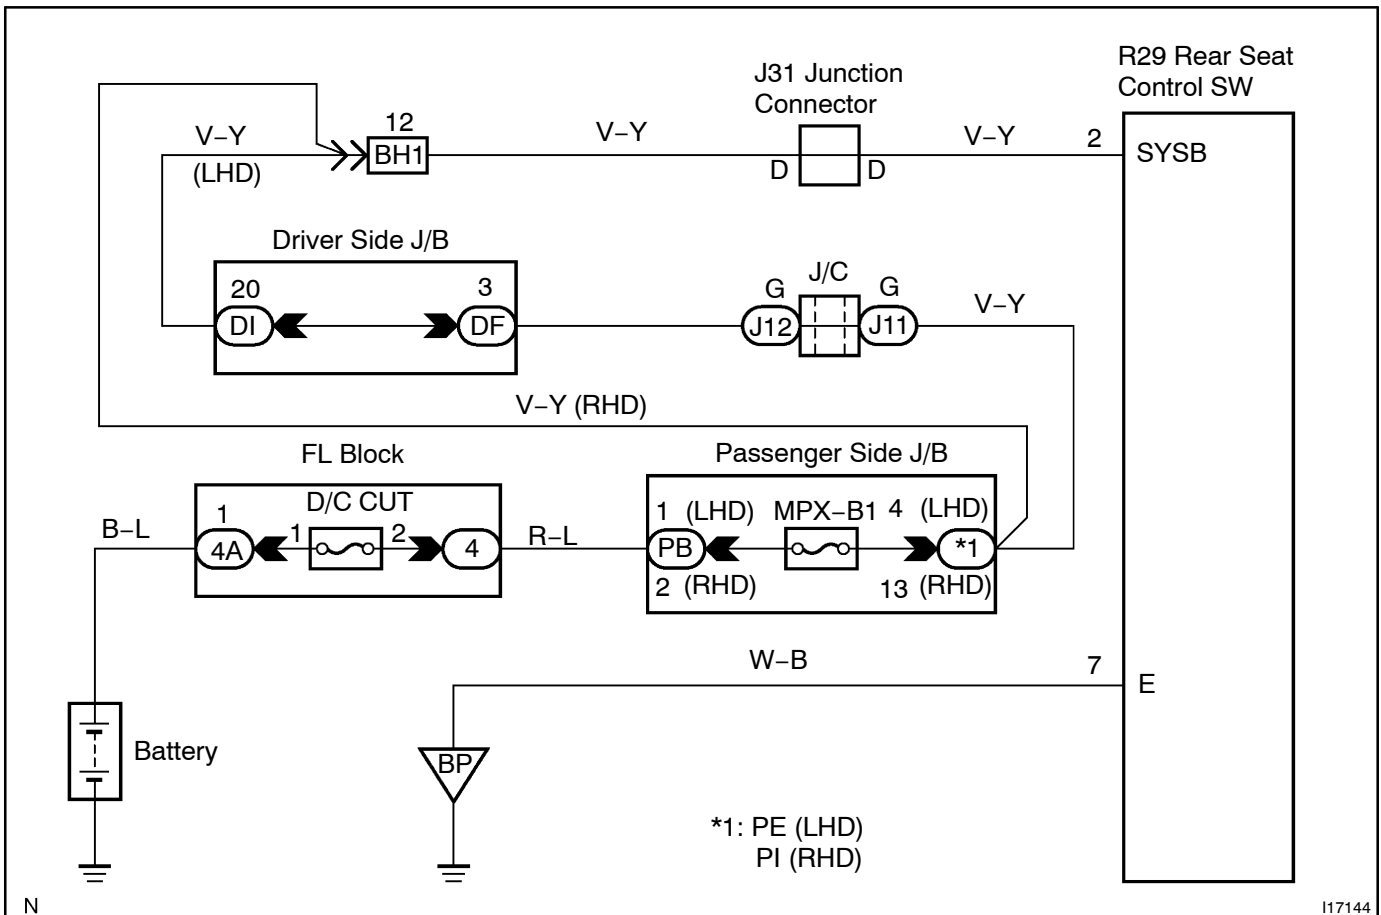 R29 Rear Seat
Control SW
J31 Junction
Connector
12
V−Y
V−Y
V−Y
2
BH1
SYSB
(LHD)
D
D
Driver Side J/B
J/C
20
3
G
G
V−Y
DI
DF
J12
J11
V−Y (RHD)
FL Block
Passenger Side J/B
D/C CUT
1
1 (LHD)
MPX−B1
4 (LHD)
B−L
1
2
R−L
4A
4
PB
*1
2 (RHD)
13 (RHD)
W−B
7
E
Battery
BP
*1: PE (LHD)
PI (RHD)
N
I17144